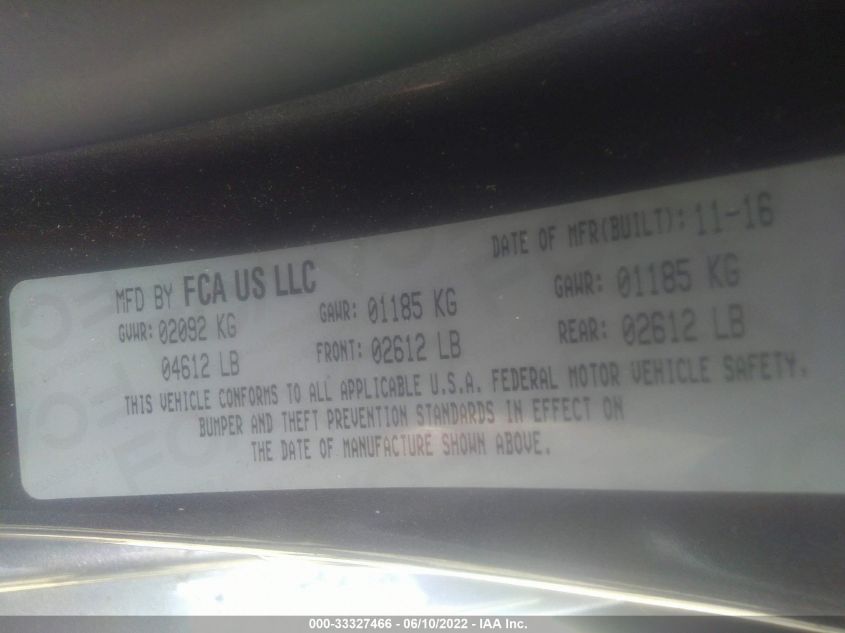 MFD BY FCA US LLC DATE OF MFR(BUILT): 11-16
GVWR: 02092 KG GAWR: 01185 KG GAWR: 01185 KG
04612 LB FRONT: 02612 LB REAR: 02612 LB
THIS VEHICLE CONFORMS TO ALL APPLICABLE U.S.A. FEDERAL MOTOR VEHICLE SAFETY,
BUMPER AND THEFT PREVENTION STANDARDS IN EFFECT ON
THE DATE OF MANUFACTURE SHOWN ABOVE.
000-33327466 - 06/10/2022 - IAA Inc.